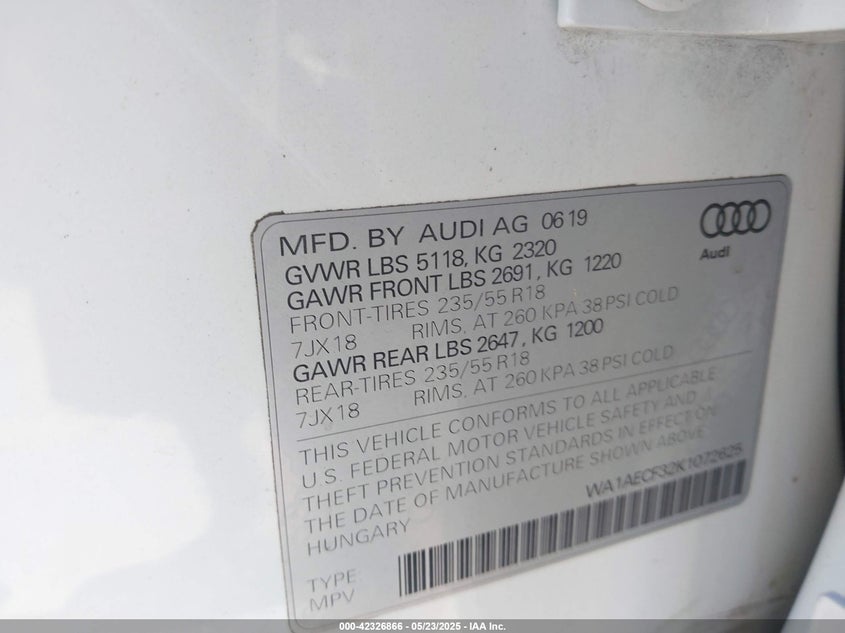 MFD. BY AUDI AG 06 19
Audi
GVWR LBS 5118, KG 2320
GAWR FRONT LBS 2691, KG 1220
FRONT-TIRES 235/55 R18
7JX18 RIMS, AT 260 KPA 38 PSI COLD
GAWR REAR LBS 2647, KG 1200
REAR-TIRES 235/55 R18
7JX18 RIMS, AT 260 KPA 38 PSI COLD
THIS VEHICLE CONFORMS TO ALL APPLICABLE
U.S. FEDERAL MOTOR VEHICLE SAFETY AND
THEFT PREVENTION STANDARDS IN EFFECT ON
THE DATE OF MANUFACTURE SHOWN ABOVE
HUNGARY WA1AECF32K1072625
TYPE:
MPV
000-42326866 - 05/23/2025 - IAA Inc.